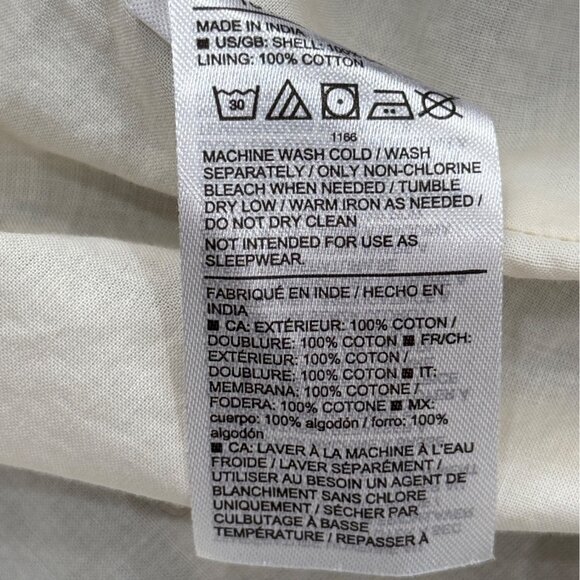 MADE IN INDIA
■ US/GB: SHELL: 100%
LINING: 100% COTTON
30
1166
MACHINE WASH COLD / WASH
SEPARATELY / ONLY NON-CHLORINE
BLEACH WHEN NEEDED / TUMBLE
DRY LOW / WARM IRON AS NEEDED /
DO NOT DRY CLEAN
NOT INTENDED FOR USE AS
SLEEPWEAR.
FABRIQUÉ EN INDE / HECHO EN
INDIA
■ CA: EXTÉRIEUR: 100% COTON /
DOUBLURE: 100% COTON ■ FR/CH:
EXTÉRIEUR: 100% COTON /
DOUBLURE: 100% COTON ■ IT:
MEMBRANA: 100% COTONE /
FODERA: 100% COTONE ■ MX:
cuerpo: 100% algodón / forro: 100%
algodón
■ CA: LAVER À LA MACHINE À L'EAU
FROIDE / LAVER SÉPARÉMENT /
UTILISER AU BESOIN UN AGENT DE
BLANCHIMENT SANS CHLORE
UNIQUEMENT / SÉCHER PAR
CULBUTAGE À BASSE
TEMPÉRATURE / REPASSER À